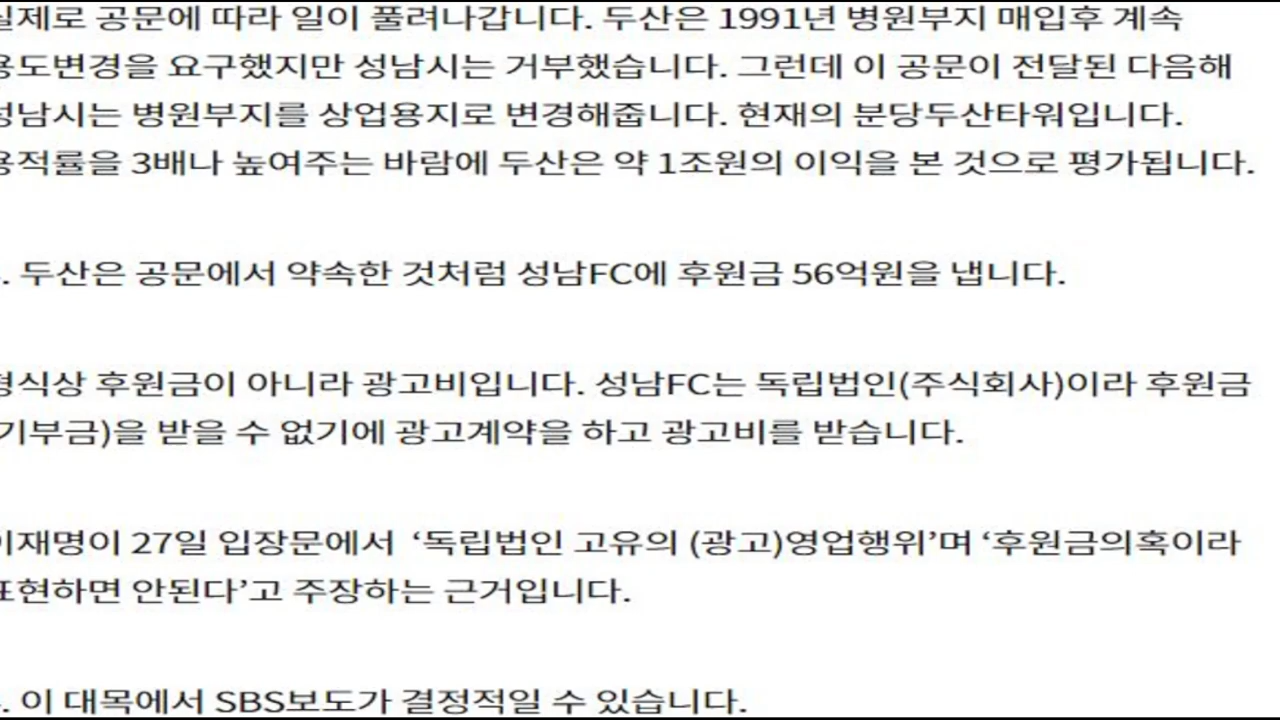 실제로 공문에 따라 일이 풀려나갑니다. 두산은 1991년 병원부지 매입후 계속
용도변경을 요구했지만 성남시는 거부했습니다. 그런데 이 공문이 전달된 다음해
성남시는 병원부지를 상업용지로 변경해줍니다. 현재의 분당두산타워입니다.
용적률을 3배나 높여주는 바람에 두산은 약 1조원의 이익을 본 것으로 평가됩니다.
. 두산은 공문에서 약속한 것처럼 성남FC에 후원금 56억원을 냅니다.
형식상 후원금이 아니라 광고비입니다. 성남FC는 독립법인(주식회사)이라 후원금
기부금)을 받을 수 없기에 광고계약을 하고 광고비를 받습니다.
이재명이 27일 입장문에서 ‘독립법인 고유의 (광고)영업행위’며 ‘후원금의혹이라
표현하면 안된다’고 주장하는 근거입니다.
. 이 대목에서 SBS보도가 결정적일 수 있습니다.